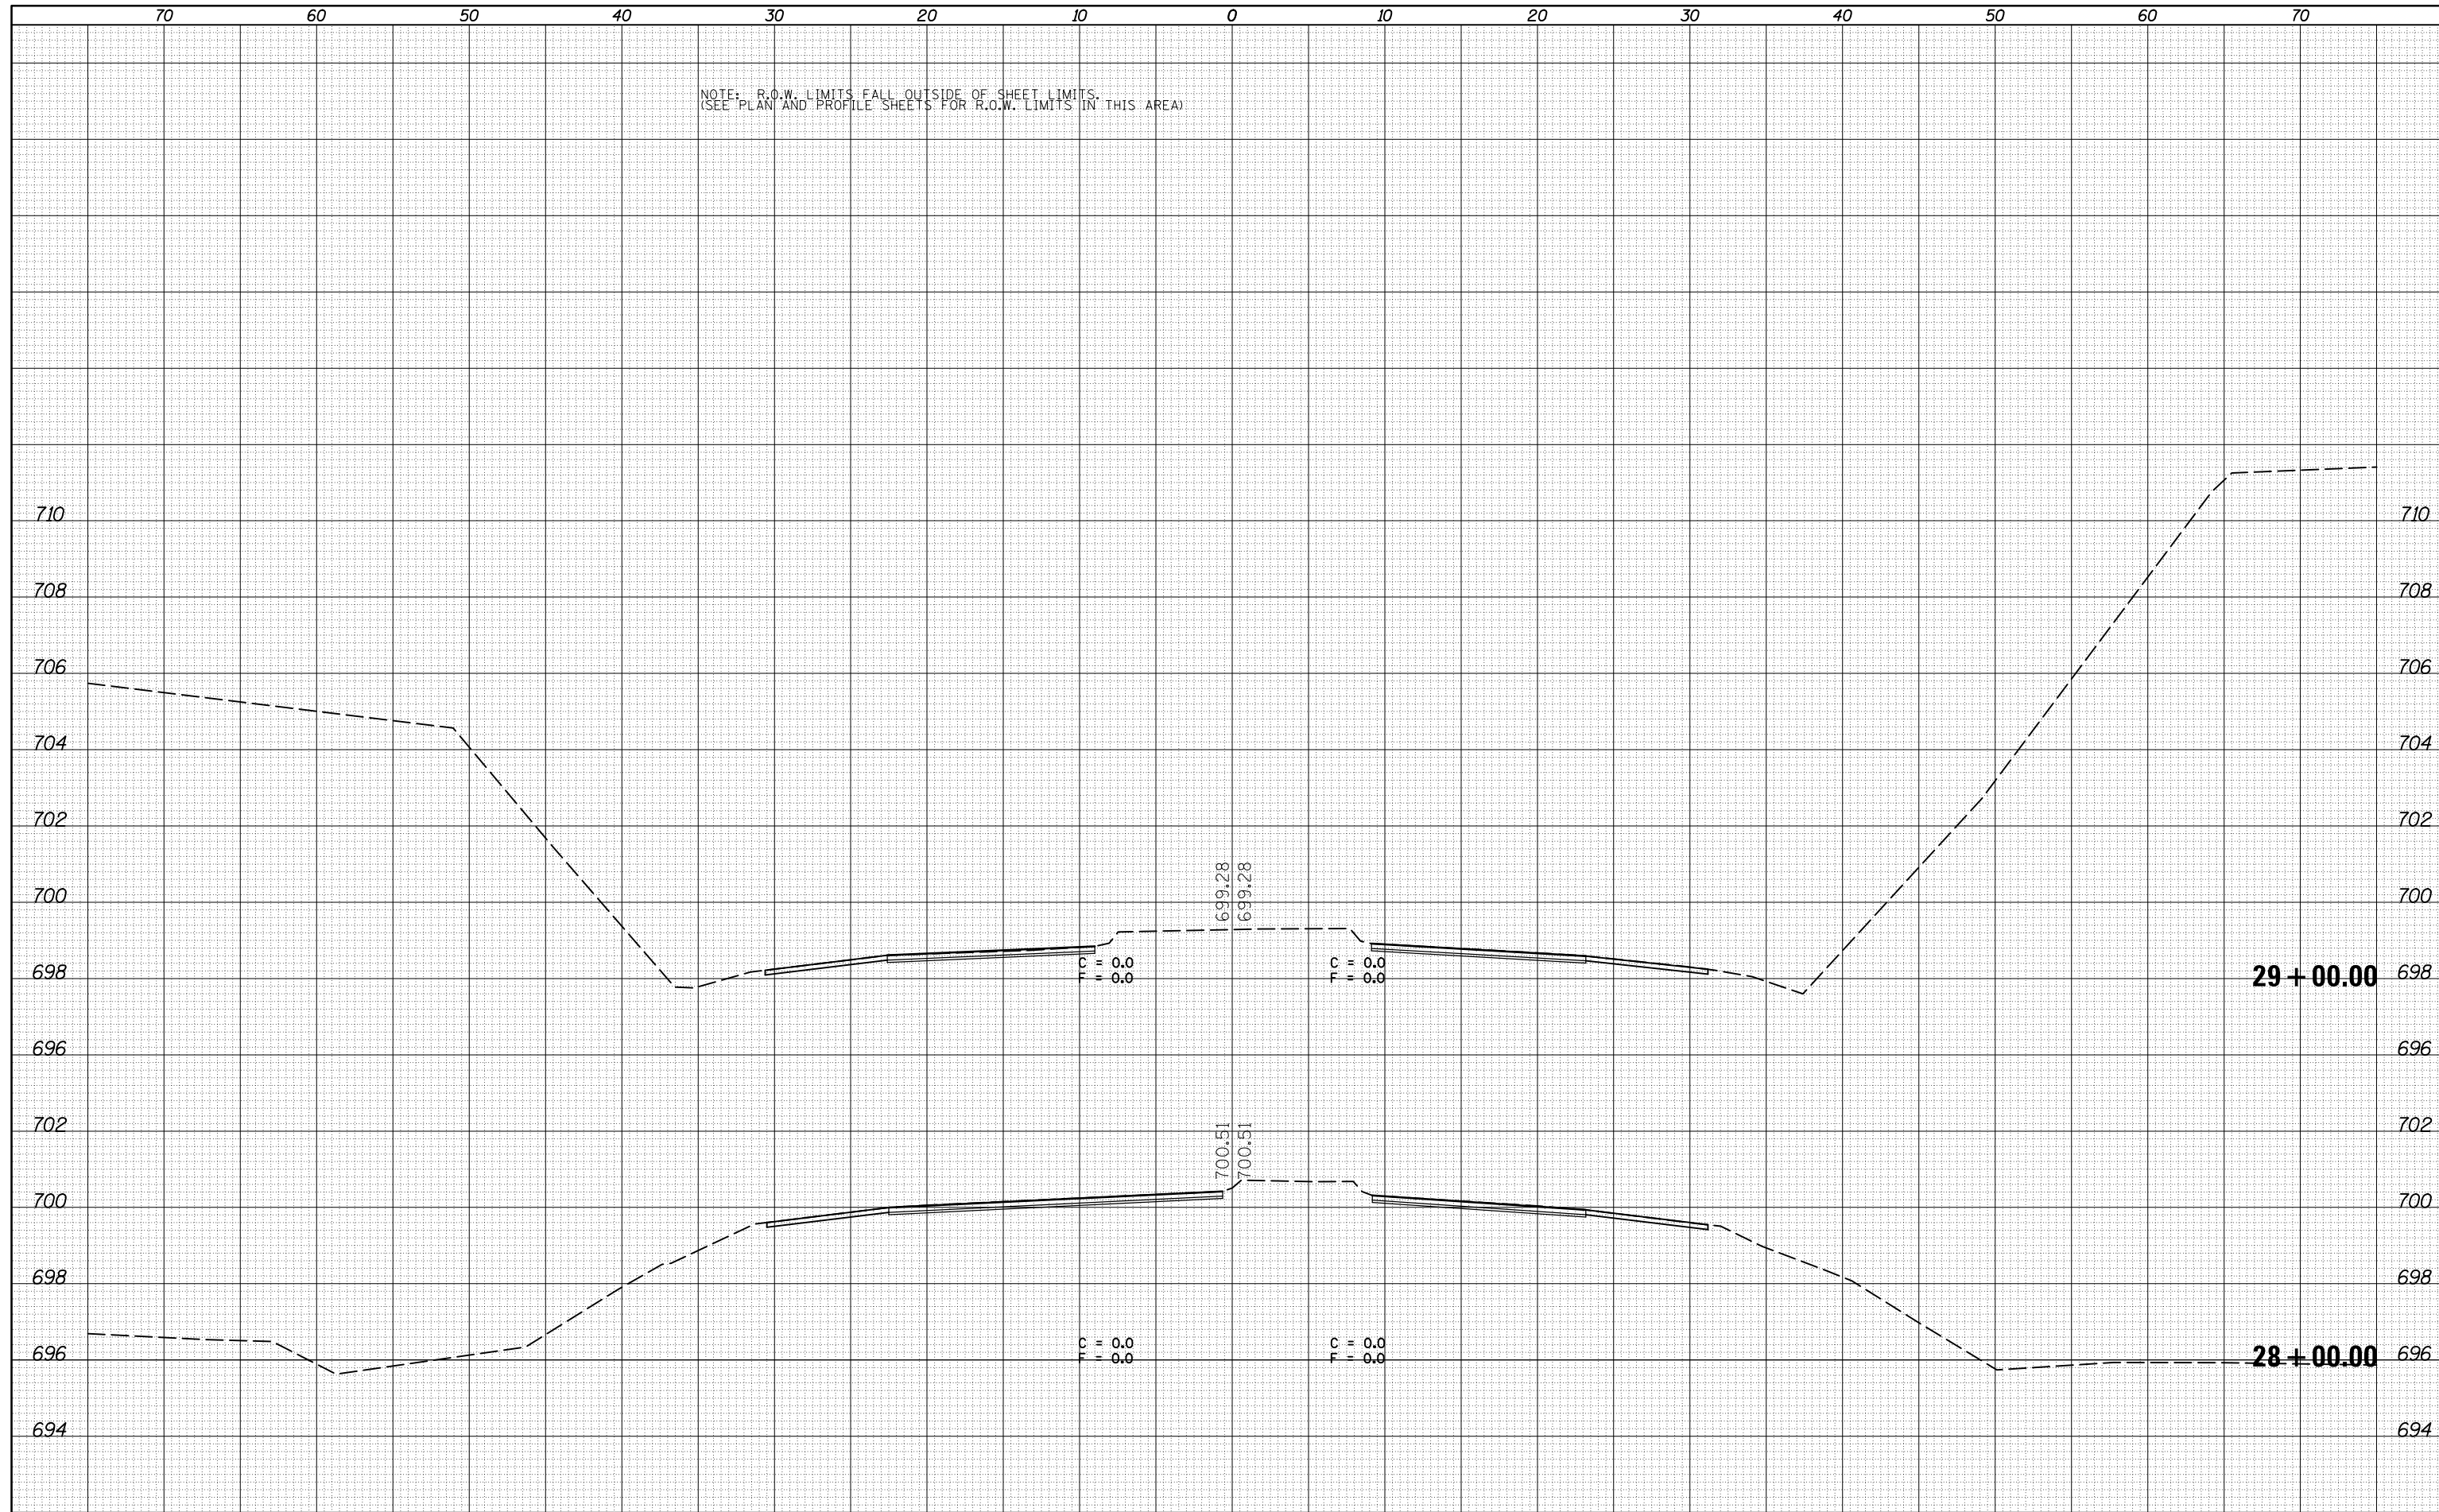 70 60 50 40 30 20 10 0 10 20 30 40 50 60 70
NOTE: R.O.W. LIMITS FALL OUTSIDE OF SHEET LIMITS.
(SEE PLAN AND PROFILE SHEETS FOR R.O.W. LIMITS IN THIS AREA)
710 710
708 708
706 706
704 704
702 702
699.28
699.28
700 700
C = 0.0 C = 0.0
F = 0.0 F = 0.0
698 29+00.00 698
696 696
702 702
700.51
700.51
700 700
698 698
C = 0.0 C = 0.0
F = 0.0 F = 0.0
696 28+00.00 696
694 694